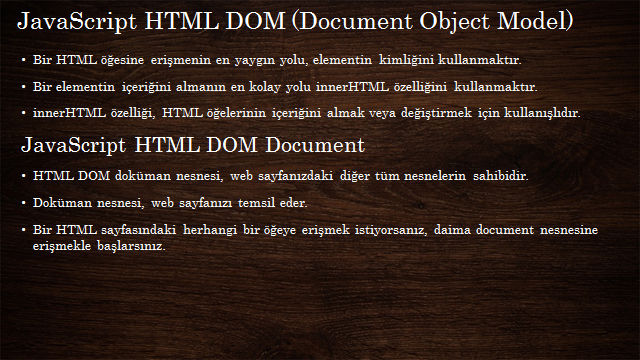 JavaScript HTML DOM (Document Object Model)
• Bir HTML öğesine erişmenin en yaygın yolu, elementin kimliğini kullanmaktır.
• Bir elementin içeriğini almanın en kolay yolu innerHTML özelliğini kullanmaktır.
• innerHTML özelliği, HTML öğelerinin içeriğini almak veya değiştirmek için kullanışlıdır.
JavaScript HTML DOM Document
• HTML DOM doküman nesnesi, web sayfanızdaki diğer tüm nesnelerin sahibidir.
• Doküman nesnesi, web sayfanızı temsil eder.
• Bir HTML sayfasındaki herhangi bir öğeye erişmek istiyorsanız, daima document nesnesine
erişmekle başlarsınız.